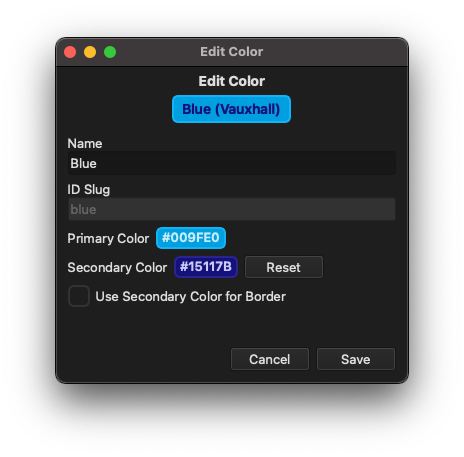 Edit Color
Edit Color
Blue (Vauxhall)
Name
Blue
ID Slug
blue
Primary Color #009FE0
Secondary Color #15117B Reset
Use Secondary Color for Border
Cancel Save